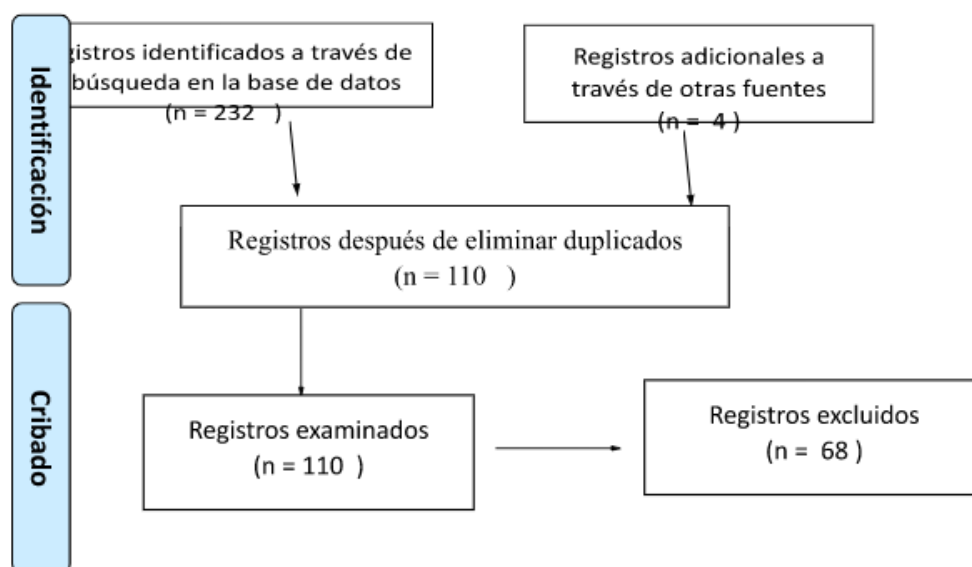 Identificación
gistros identificados a través de
búsqueda en la base de datos
(n = 232 )
Registros adicionales a
través de otras fuentes
(n = 4 )
Registros después de eliminar duplicados
(n = 110 )
Cribado
Registros examinados
(n = 110 )
Registros excluidos
(n = 68 )